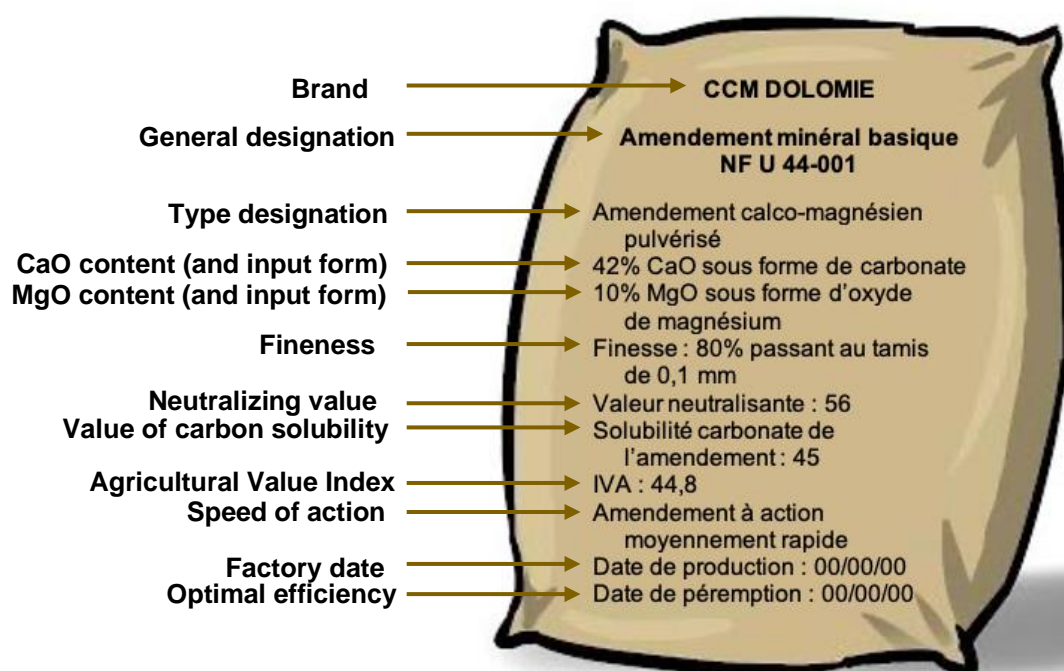 Brand
CCM DOLOMIE
General designation
Amendement minéral basique
NF U 44-001
Type designation
Amendement calco-magnésien
pulvérisé
CaO content (and input form)
42% CaO sous forme de carbonate
MgO content (and input form)
10% MgO sous forme d'oxyde
de magnésium
Fineness
Finesse : 80% passant au tamis
de 0,1 mm
Neutralizing value
Valeur neutralisante : 56
Value of carbon solubility
Solubilité carbonate de
l'amendement : 45
Agricultural Value Index
IVA : 44,8
Speed of action
Amendement à action
moyennement rapide
Factory date
Date de production : 00/00/00
Optimal efficiency
Date de péremption : 00/00/00